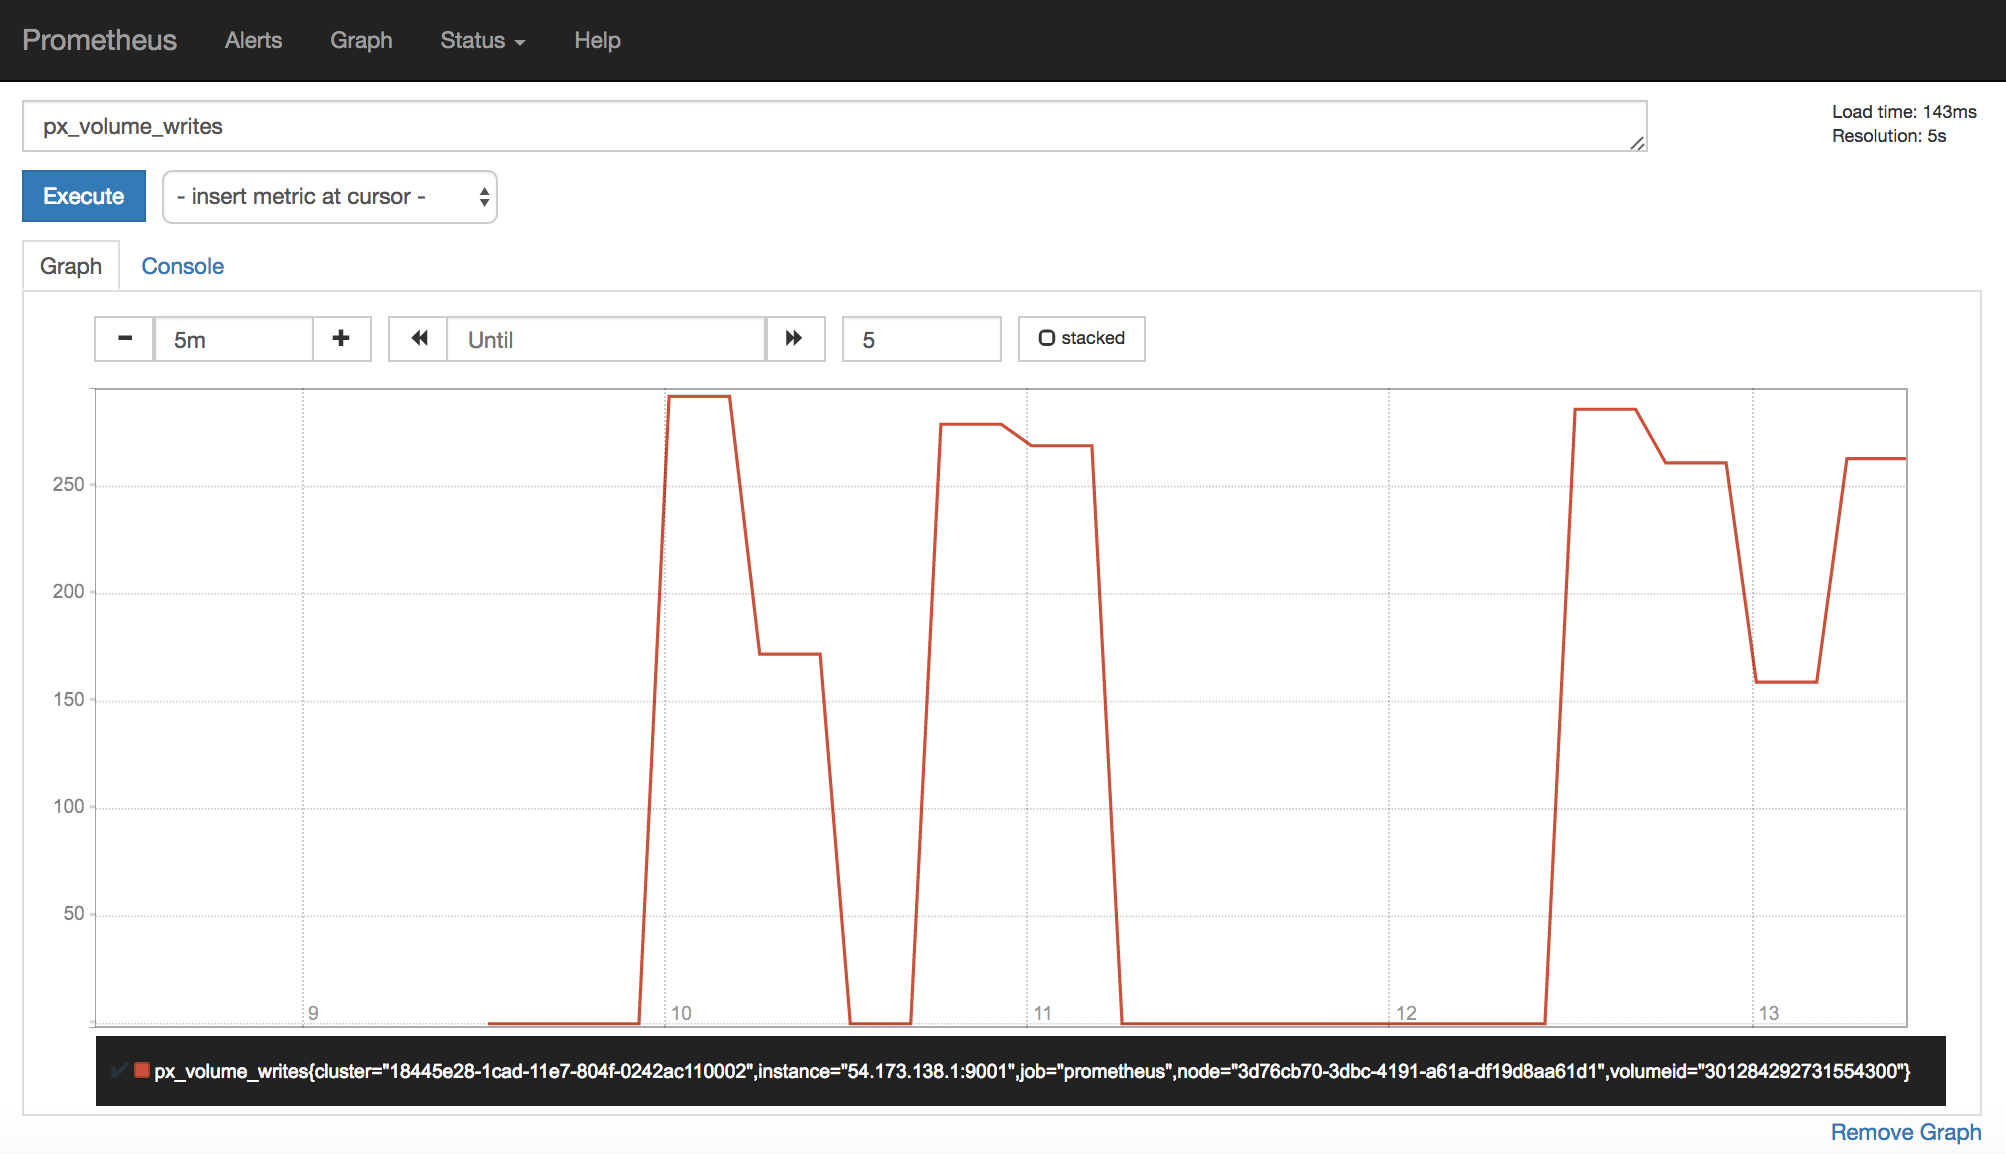 Prometheus Alerts Graph Status Help
px_volume_writes
Load time: 143ms
Resolution: 5s
Execute - insert metric at cursor -
Graph Console
5m Until 5 stacked
250
200
150
100
50
9 10 11 12 13
px_volume_writes{cluster="18445e28-1cad-11e7-804f-0242ac110002",instance="54.173.138.1:9001",job="prometheus",node="3d76cb70-3dbc-4191-a61a-df19d8aa61d1",volumeid="301284292731554300"}
Remove Graph